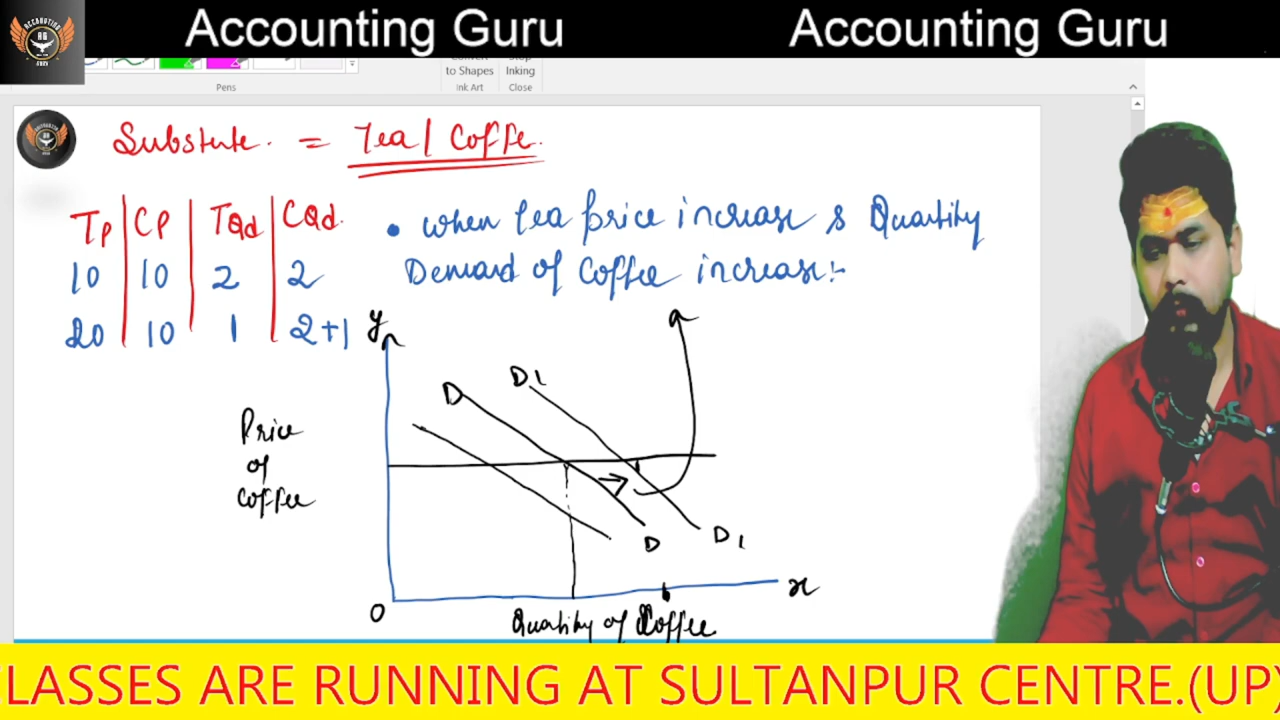 Accounting Guru Accounting Guru
to Shapes Inking
Pens Ink Art Close
Substute. = Tea/ Coffe.
Tp Cp TQd CQd.
10 10 2 2
20 10 1 2+1
• when tea price increase s Quantity
Demand of Coffee increase:-
y
a
D D1
Price
of
Coffee
D D1
O x
Quantity of Coffee
LASSES ARE RUNNING AT SULTANPUR CENTRE.(UP)